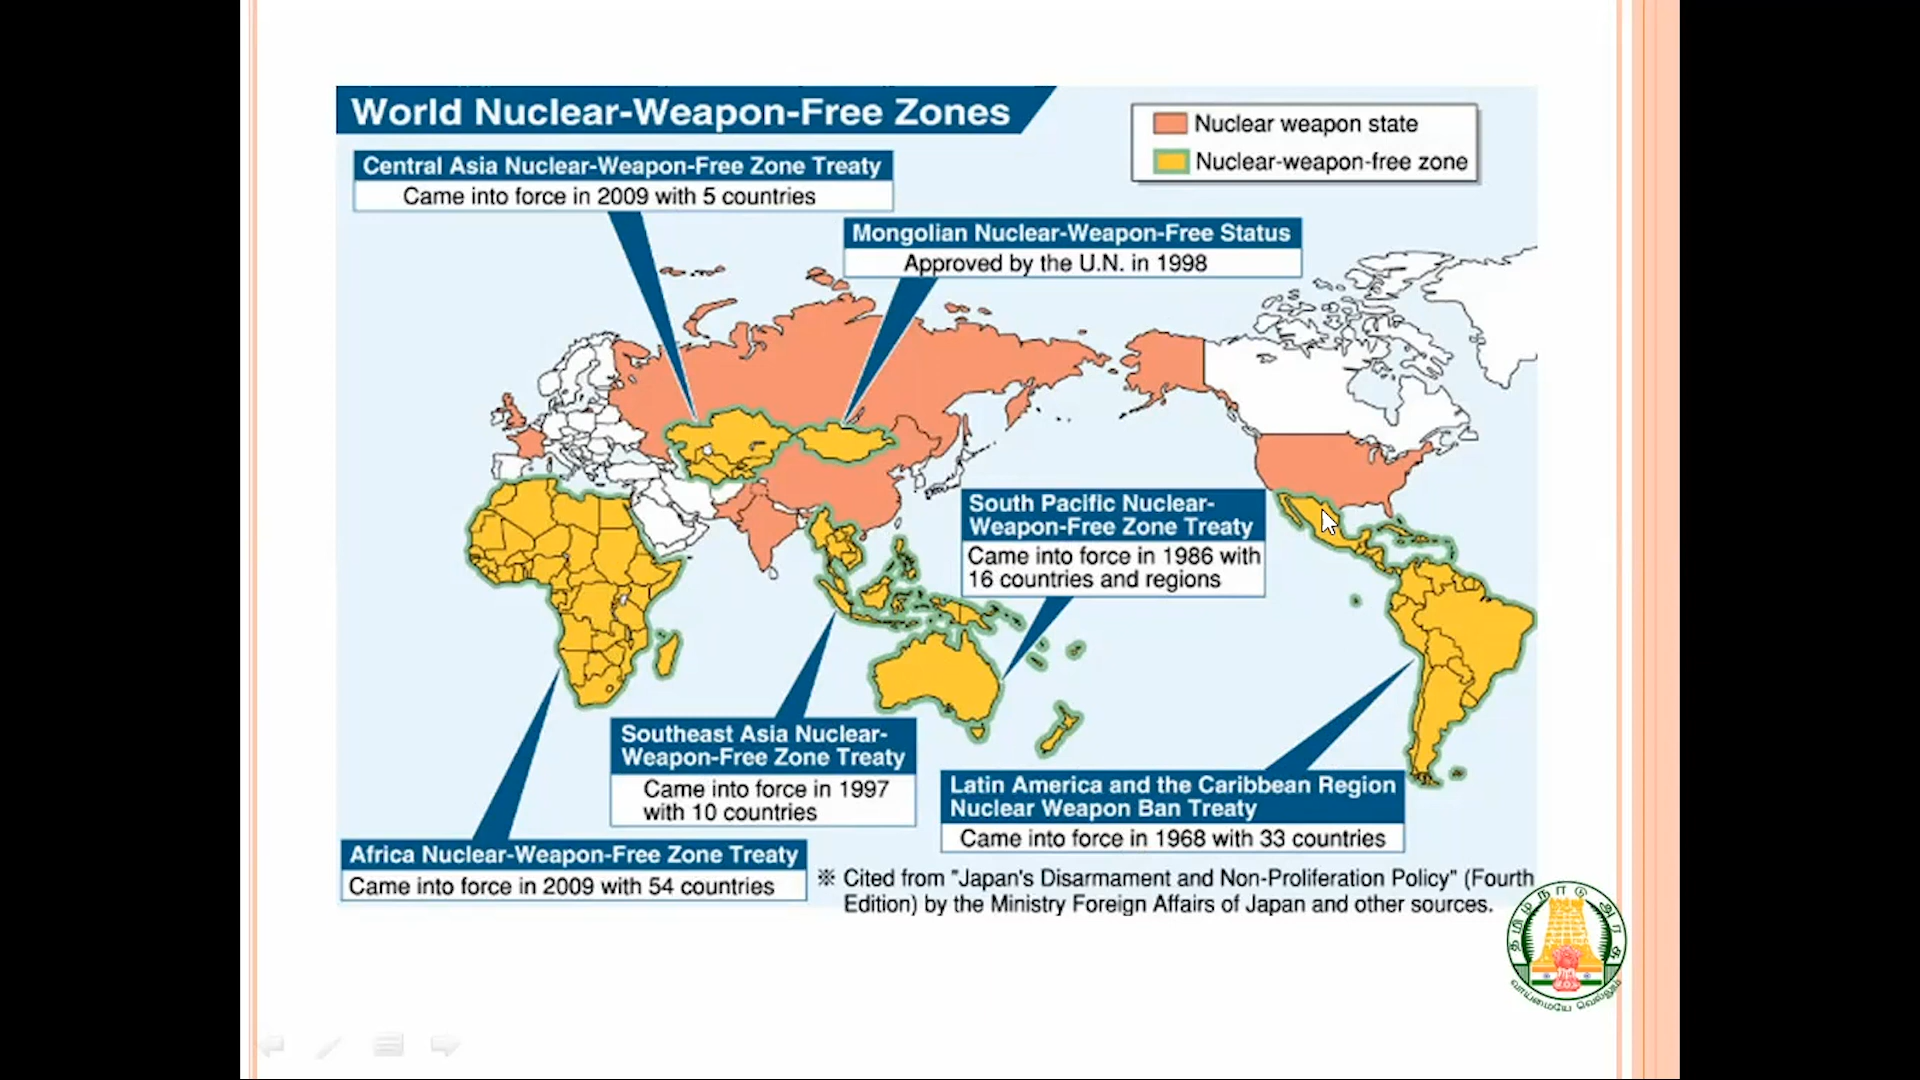 World Nuclear-Weapon-Free Zones
Nuclear weapon state
Nuclear-weapon-free zone
Central Asia Nuclear-Weapon-Free Zone Treaty
Came into force in 2009 with 5 countries
Mongolian Nuclear-Weapon-Free Status
Approved by the U.N. in 1998
South Pacific Nuclear-
Weapon-Free Zone Treaty
Came into force in 1986 with
16 countries and regions
Southeast Asia Nuclear-
Weapon-Free Zone Treaty
Came into force in 1997
with 10 countries
Latin America and the Caribbean Region
Nuclear Weapon Ban Treaty
Came into force in 1968 with 33 countries
Africa Nuclear-Weapon-Free Zone Treaty
Came into force in 2009 with 54 countries
※ Cited from "Japan's Disarmament and Non-Proliferation Policy" (Fourth
Edition) by the Ministry Foreign Affairs of Japan and other sources.
தமிழ்நாடு அரசு
வாய்மையே வெல்லும்